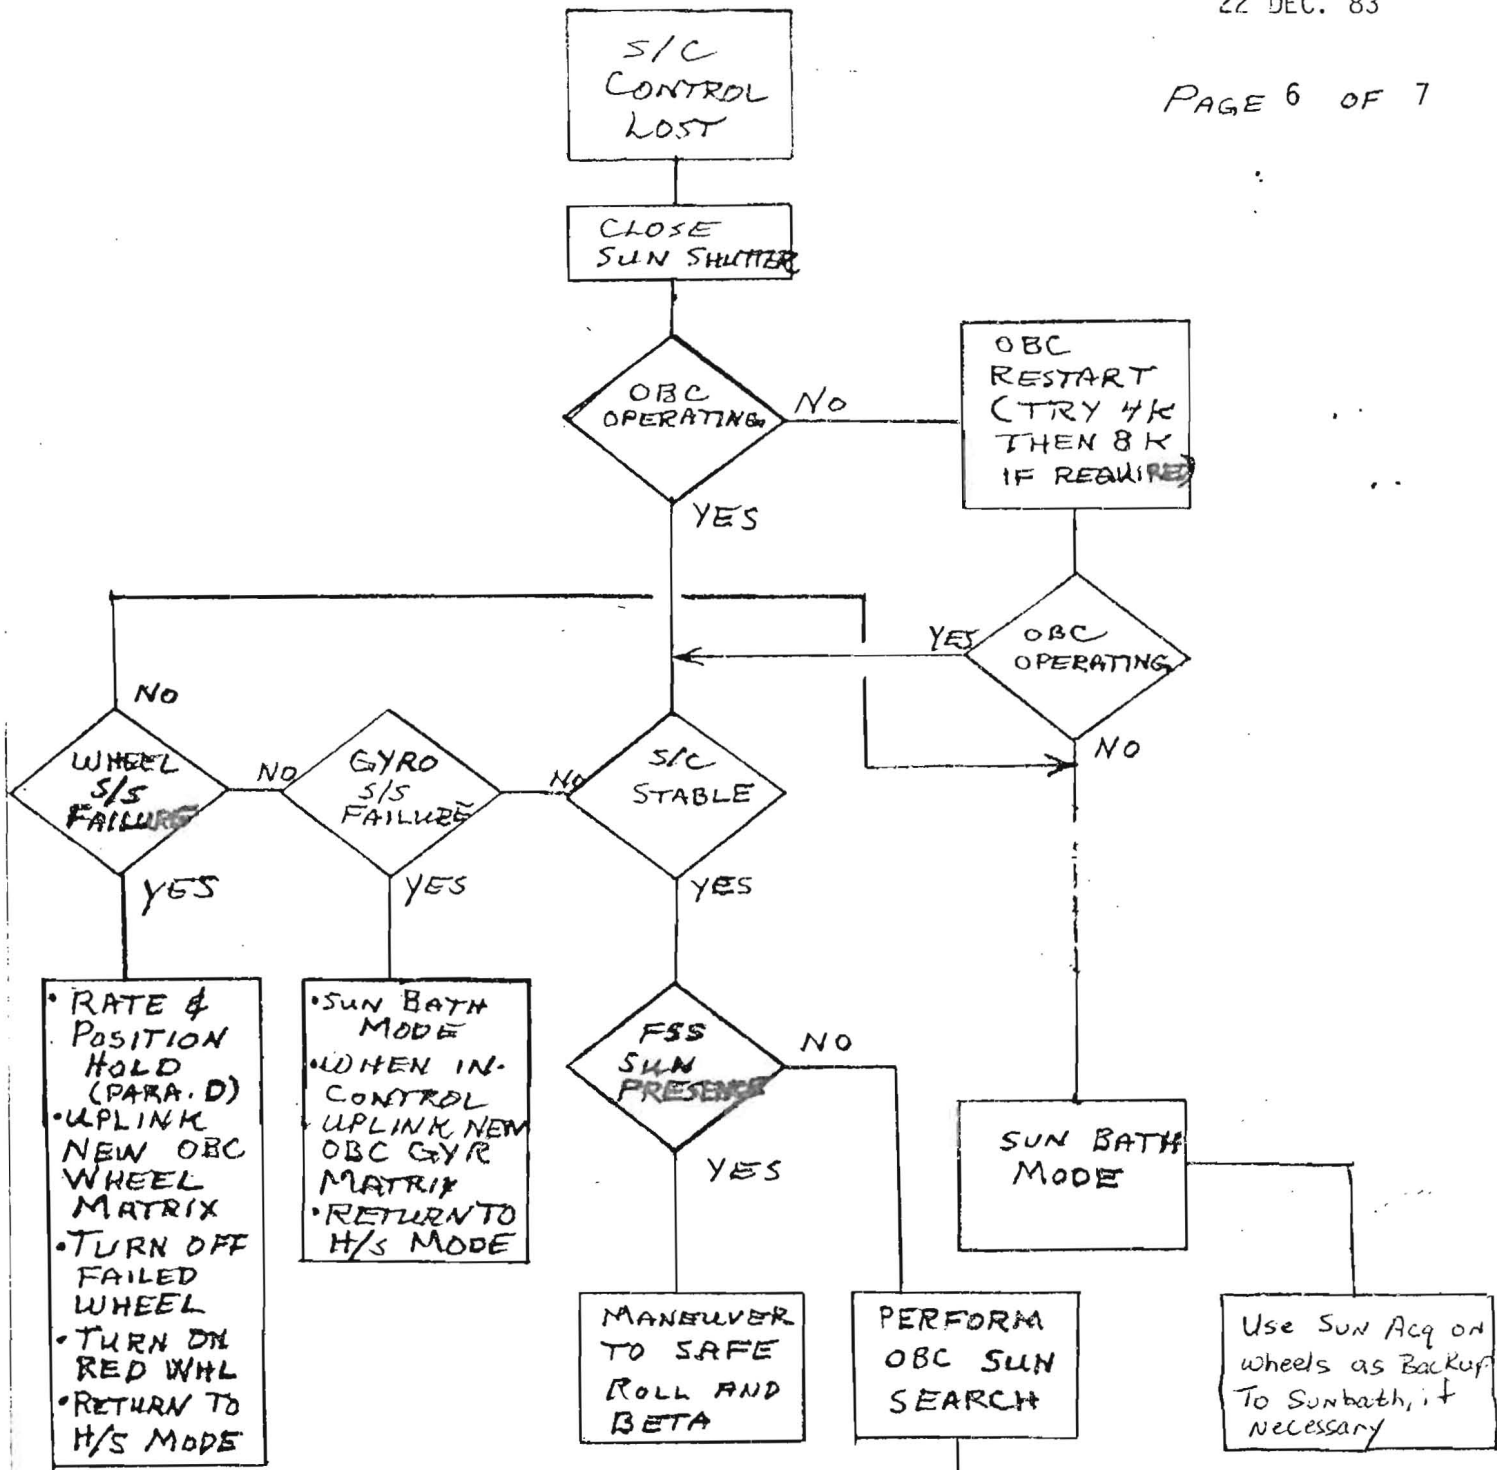 22 DEC. 83
PAGE 6 OF 7
S/C
CONTROL
LOST
CLOSE
SUN SHUTTER
OBC
OPERATING
NO
YES
OBC
RESTART
(TRY 4K
THEN 8K
IF REQUIRED)
OBC
OPERATING
YES
NO
S/C
STABLE
NO
YES
GYRO
S/S
FAILURE
NO
YES
WHEEL
S/S
FAILURE
NO
YES
• RATE &
POSITION
HOLD
(PARA. D)
• UPLINK
NEW OBC
WHEEL
MATRIX
• TURN OFF
FAILED
WHEEL
• TURN ON
RED WHL
• RETURN TO
H/S MODE
• SUN BATH
MODE
• WHEN IN-
CONTROL
UPLINK NEW
OBC GYR
MATRIX
• RETURN TO
H/S MODE
FSS
SUN
PRESENCE
NO
YES
MANEUVER
TO SAFE
ROLL AND
BETA
PERFORM
OBC SUN
SEARCH
SUN BATH
MODE
Use SUN Acq on
wheels as Backup
To Sunbath, if
Necessary